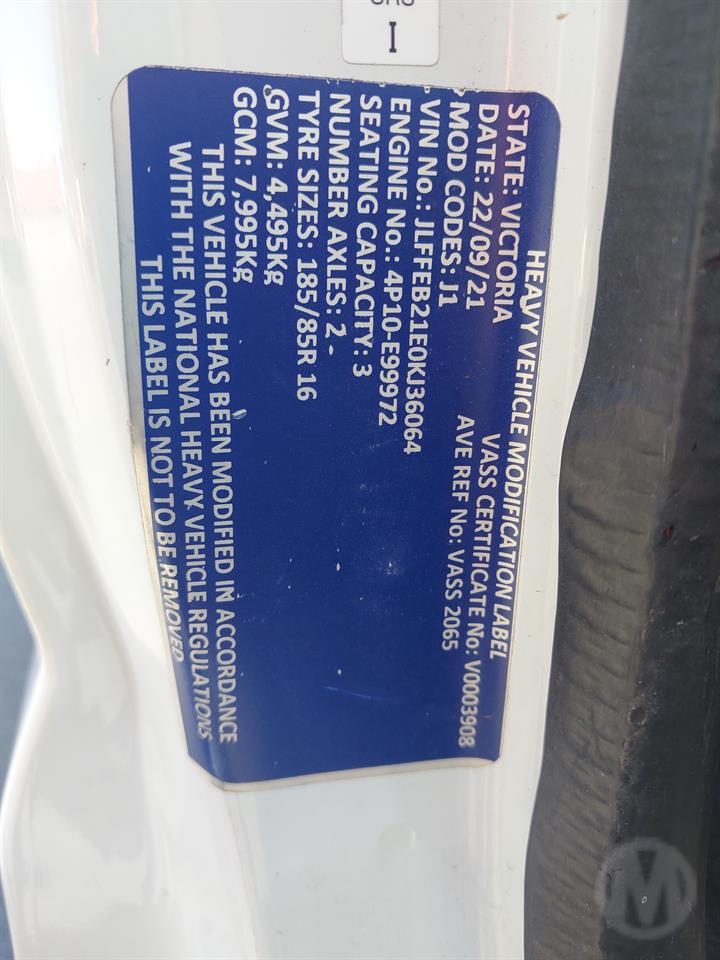 SRS
I
HEAVY VEHICLE MODIFICATION LABEL
STATE: VICTORIA VASS CERTIFICATE No: V0003908
DATE: 22/09/21 AVE REF No: VASS 2065
MOD CODES: J1
VIN No.: JLFFEB21E0KJ36064
ENGINE No.: 4P10-E99972
SEATING CAPACITY: 3
NUMBER AXLES: 2 -
TYRE SIZES: 185/85R 16
GVM: 4,495Kg
GCM: 7,995Kg
THIS VEHICLE HAS BEEN MODIFIED IN ACCORDANCE
WITH THE NATIONAL HEAVY VEHICLE REGULATIONS
THIS LABEL IS NOT TO BE REMOVED
M